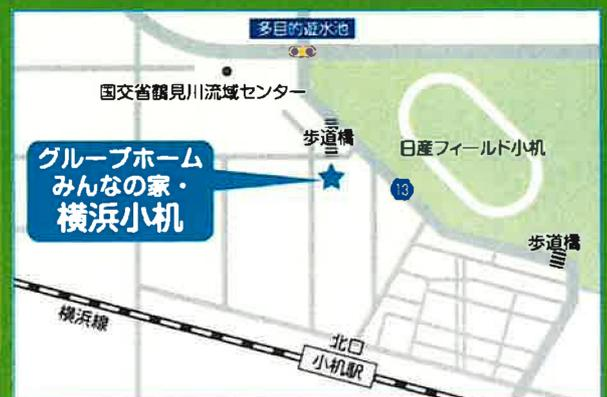 多目的遊水池
国交省鶴見川流域センター
歩道橋
日産フィールド小机
グループホーム
みんなの家・
横浜小机
13
歩道橋
横浜線
北口
小机駅